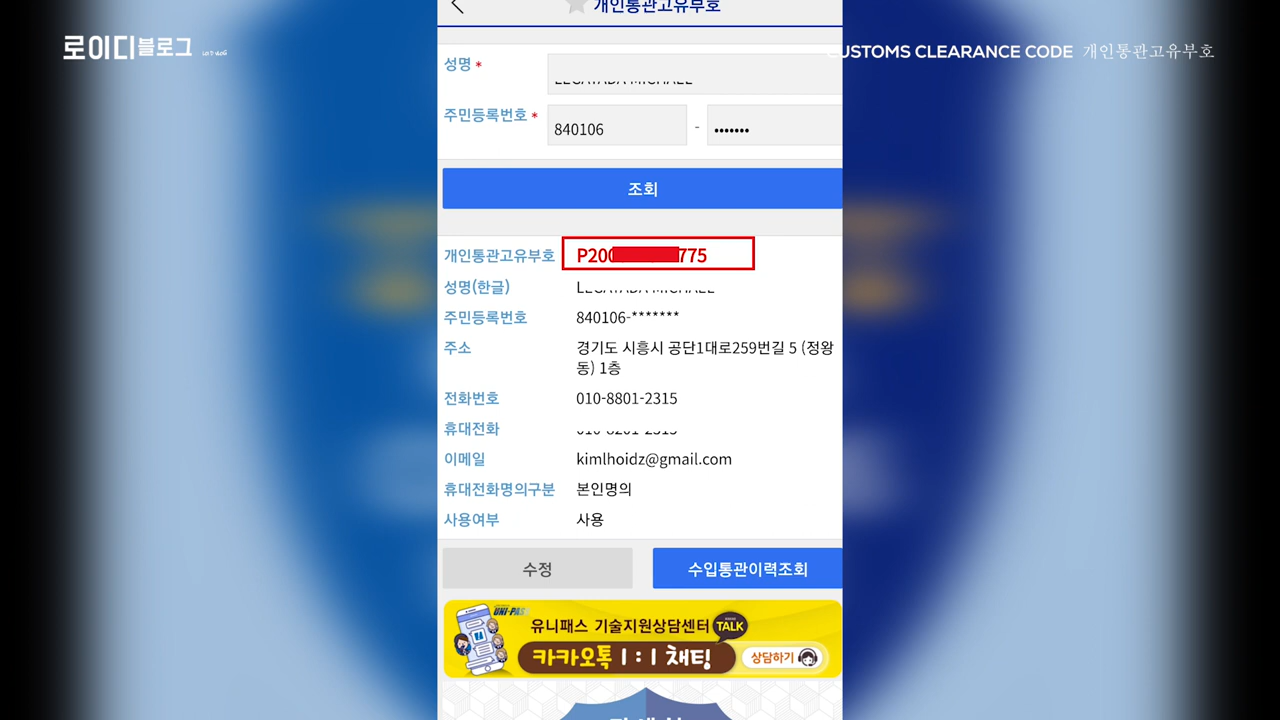 개인통관고유부호
로이디블로그
CUSTOMS CLEARANCE CODE 개인통관고유부호
성명 *
주민등록번호 *
840106 - •••••••
조회
개인통관고유부호 P20 775
성명(한글)
주민등록번호 840106-*******
주소 경기도 시흥시 공단1대로259번길 5 (정왕
동) 1층
전화번호 010-8801-2315
휴대전화
이메일 kimlhoidz@gmail.com
휴대전화명의구분 본인명의
사용여부 사용
수정 수입통관이력조회
UNI-PASS
유니패스 기술지원상담센터 TALK
카카오톡 1:1 채팅 상담하기